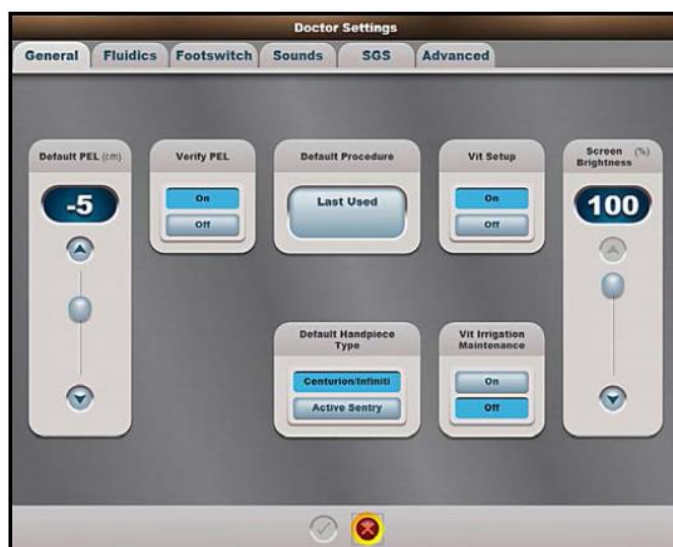 Doctor Settings
General Fluidics Footswitch Sounds SGS Advanced
Default PEL (cm)
-5
Verify PEL
On
Off
Default Procedure
Last Used
Vit Setup
On
Off
Screen (%)
Brightness
100
Default Handpiece
Type
Centurion/Infiniti
Active Sentry
Vit Irrigation
Maintenance
On
Off